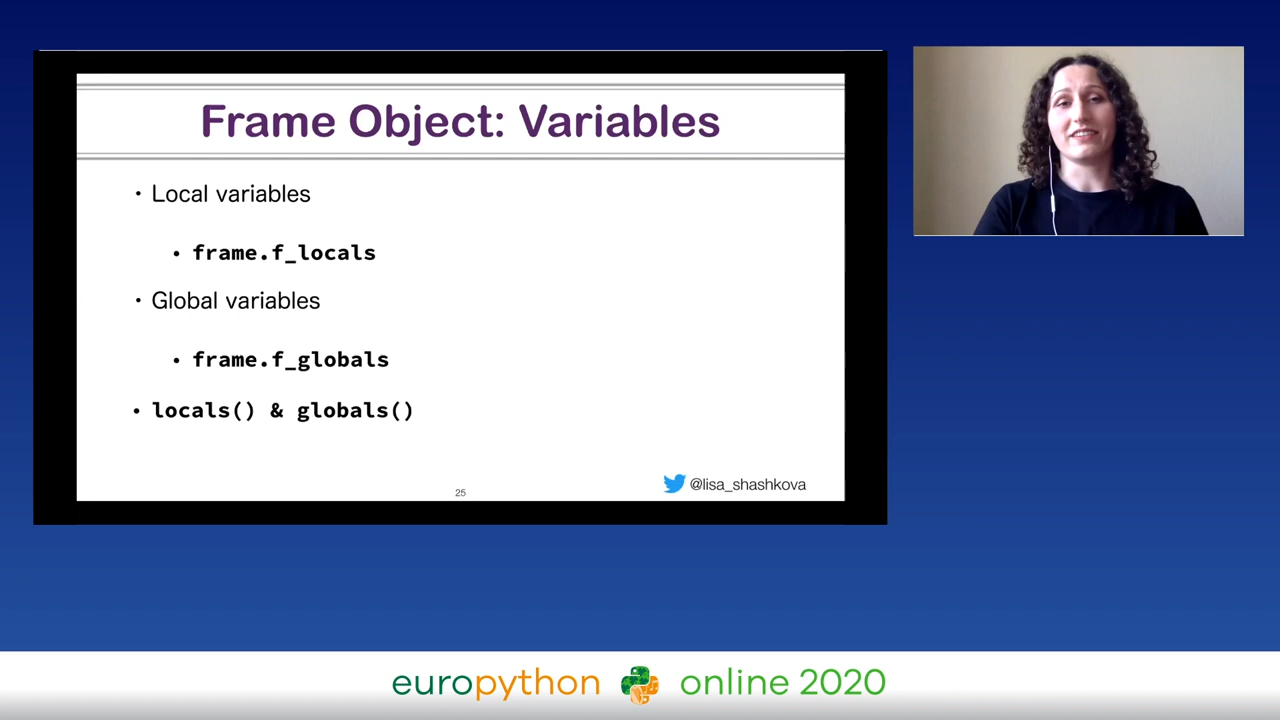 Frame Object: Variables
• Local variables
• frame.f_locals
• Global variables
• frame.f_globals
• locals() & globals()
25
@lisa_shashkova
europython online 2020